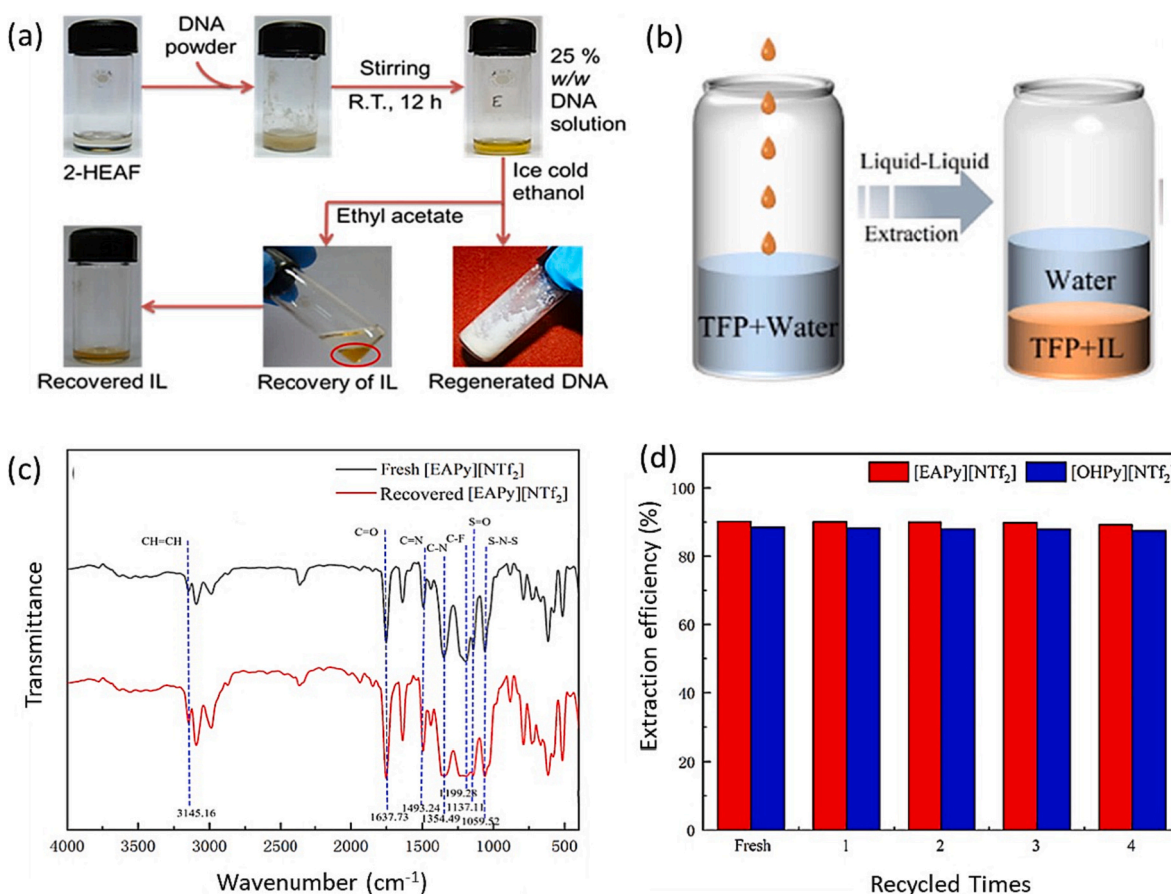 (a)
DNA
powder
Stirring
R.T., 12 h
25 %
w/w
DNA
solution
E
2-HEAF
Ice cold
ethanol
Ethyl acetate
Recovered IL
Recovery of IL
Regenerated DNA
(b)
Liquid-Liquid
Extraction
TFP+Water
Water
TFP+IL
(c)
Fresh [EAPy][NTf₂]
Recovered [EAPy][NTf₂]
CH=CH
C=O
C=N
C-N
C-F
S=O
S-N-S
Transmittance
3145.16
1637.73
1493.24
1354.49
1199.28
1137.11
1059.52
4000
3500
3000
2500
2000
1500
1000
500
Wavenumber (cm⁻¹)
(d)
[EAPy][NTf₂]
[OHPy][NTf₂
Extraction efficiency (%)
100
80
60
40
20
0
Fresh
1
2
3
4
Recycled Times